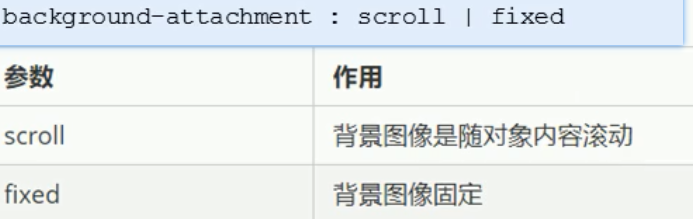 background-attachment : scroll | fixed
参数 作用
scroll 背景图像是随对象内容滚动
fixed 背景图像固定